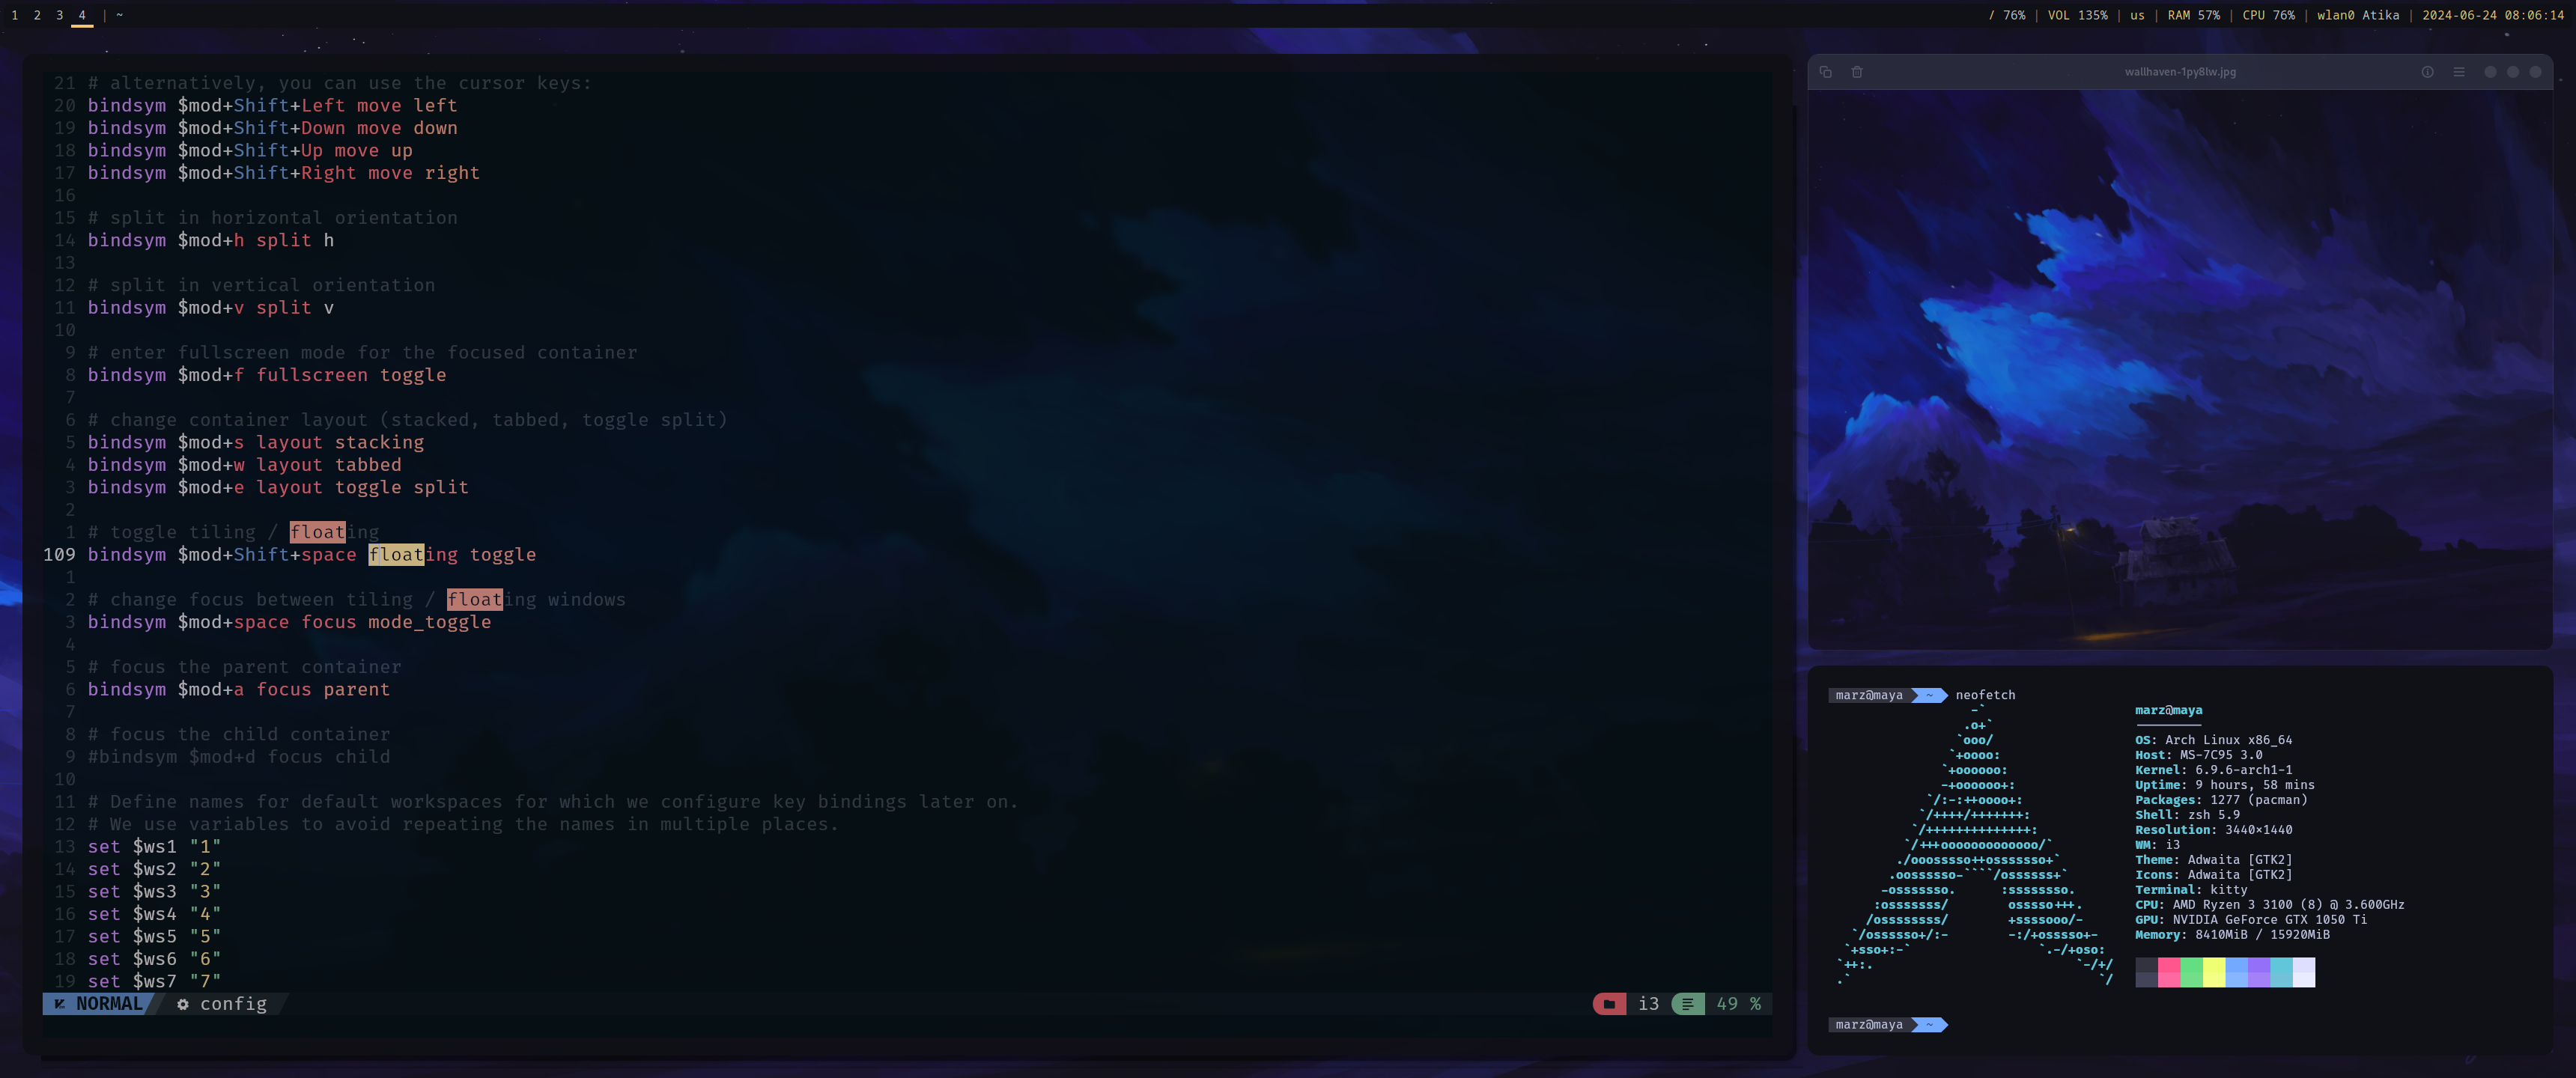 1 2 3 4 | ~
/ 76% | VOL 135% | us | RAM 57% | CPU 76% | wlan0 Atika | 2024-06-24 08:06:14
21 # alternatively, you can use the cursor keys:
20 bindsym $mod+Shift+Left move left
19 bindsym $mod+Shift+Down move down
18 bindsym $mod+Shift+Up move up
17 bindsym $mod+Shift+Right move right
16
15 # split in horizontal orientation
14 bindsym $mod+h split h
13
12 # split in vertical orientation
11 bindsym $mod+v split v
10
9 # enter fullscreen mode for the focused container
8 bindsym $mod+f fullscreen toggle
7
6 # change container layout (stacked, tabbed, toggle split)
5 bindsym $mod+s layout stacking
4 bindsym $mod+w layout tabbed
3 bindsym $mod+e layout toggle split
2
1 # toggle tiling / floating
109 bindsym $mod+Shift+space floating toggle
1
2 # change focus between tiling / floating windows
3 bindsym $mod+space focus mode_toggle
4
5 # focus the parent container
6 bindsym $mod+a focus parent
7
8 # focus the child container
9 #bindsym $mod+d focus child
10
11 # Define names for default workspaces for which we configure key bindings later on.
12 # We use variables to avoid repeating the names in multiple places.
13 set $ws1 "1"
14 set $ws2 "2"
15 set $ws3 "3"
16 set $ws4 "4"
17 set $ws5 "5"
18 set $ws6 "6"
19 set $ws7 "7"
NORMAL config i3 49 %
wallhaven-1py8lw.jpg
marz@maya ~ neofetch
marz@maya
OS: Arch Linux x86_64
Host: MS-7C95 3.0
Kernel: 6.9.6-arch1-1
Uptime: 9 hours, 58 mins
Packages: 1277 (pacman)
Shell: zsh 5.9
Resolution: 3440x1440
WM: i3
Theme: Adwaita [GTK2]
Icons: Adwaita [GTK2]
Terminal: kitty
CPU: AMD Ryzen 3 3100 (8) @ 3.600GHz
GPU: NVIDIA GeForce GTX 1050 Ti
Memory: 8410MiB / 15920MiB
marz@maya ~